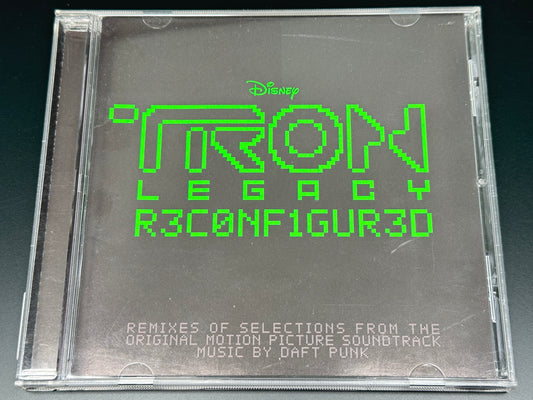 Disney
TRON
LEGACY
R3C0NF1GUR3D
REMIXES OF SELECTIONS FROM THE
ORIGINAL MOTION PICTURE SOUNDTRACK
MUSIC BY DAFT PUNK